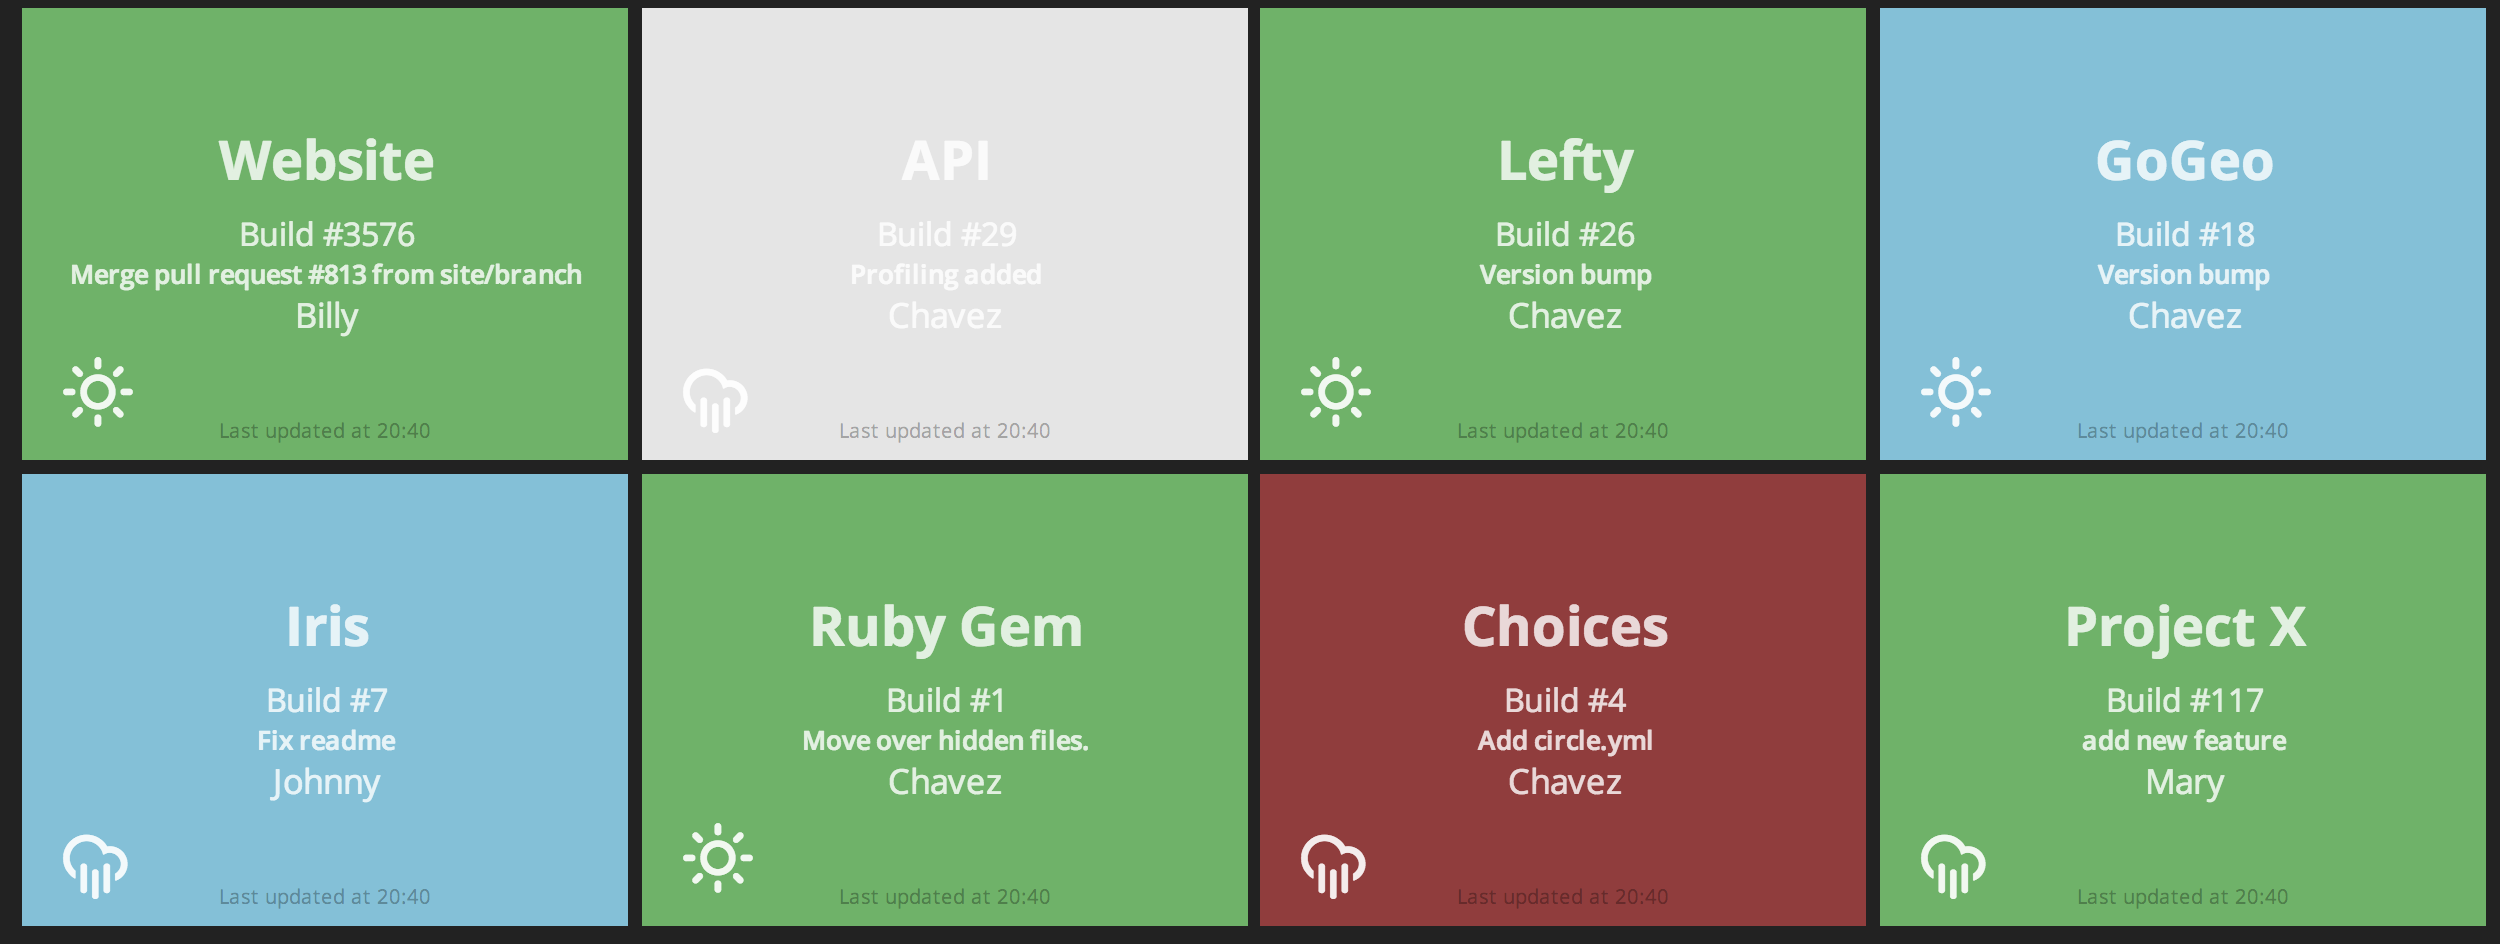 Website
Build #3576
Merge pull request #813 from site/branch
Billy
Last updated at 20:40
API
Build #29
Profiling added
Chavez
Last updated at 20:40
Lefty
Build #26
Version bump
Chavez
Last updated at 20:40
GoGeo
Build #18
Version bump
Chavez
Last updated at 20:40
Iris
Build #7
Fix readme
Johnny
Last updated at 20:40
Ruby Gem
Build #1
Move over hidden files.
Chavez
Last updated at 20:40
Choices
Build #4
Add circle.yml
Chavez
Last updated at 20:40
Project X
Build #117
add new feature
Mary
Last updated at 20:40